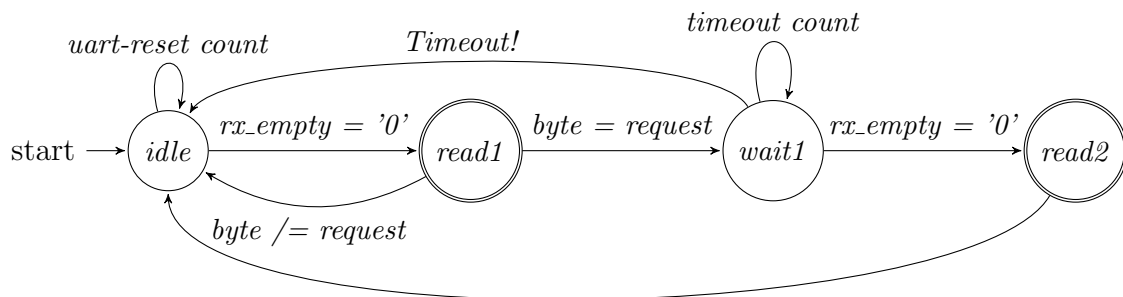 uart-reset count
Timeout!
timeout count
start
idle
rx_empty = '0'
read1
byte = request
wait1
rx_empty = '0'
read2
byte /= request